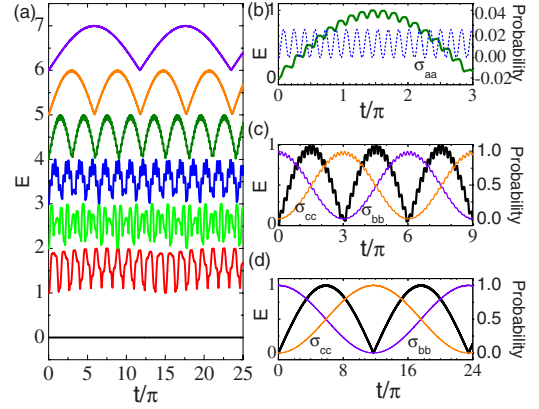 (a)
7
6
5
4
3
2
1
0
E
0 5 10 15 20 25
t/π
(b)
1
0
E
0.04
0.02
0.00
-0.02
Probability
σaa
0 1 2 3
t/π
(c)
1
0
E
1.0
0.5
0.0
Probability
σcc σbb
0 3 6 9
t/π
(d)
1
0
E
1.0
0.5
0.0
Probability
σcc σbb
0 8 16 24
t/π